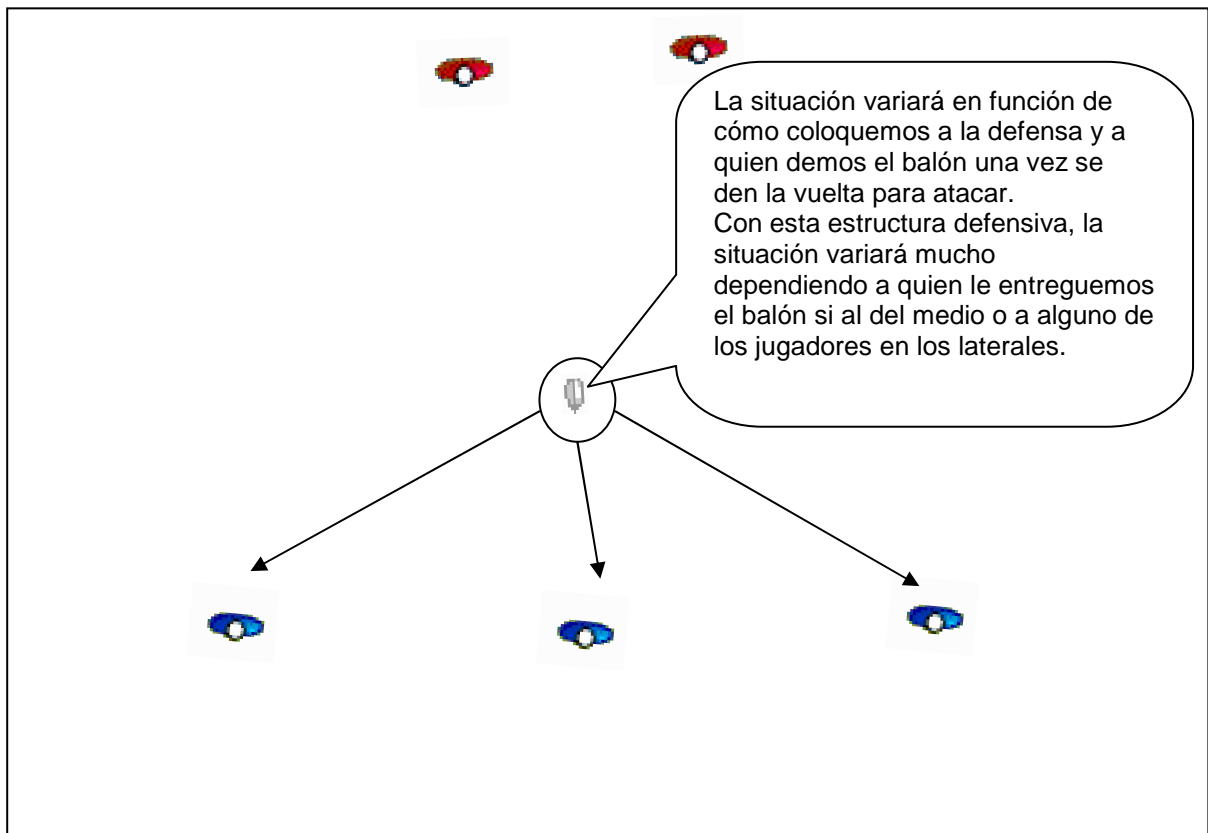 La situación variará en función de
cómo coloquemos a la defensa y a
quien demos el balón una vez se
den la vuelta para atacar.
Con esta estructura defensiva, la
situación variará mucho
dependiendo a quien le entreguemos
el balón si al del medio o a alguno de
los jugadores en los laterales.